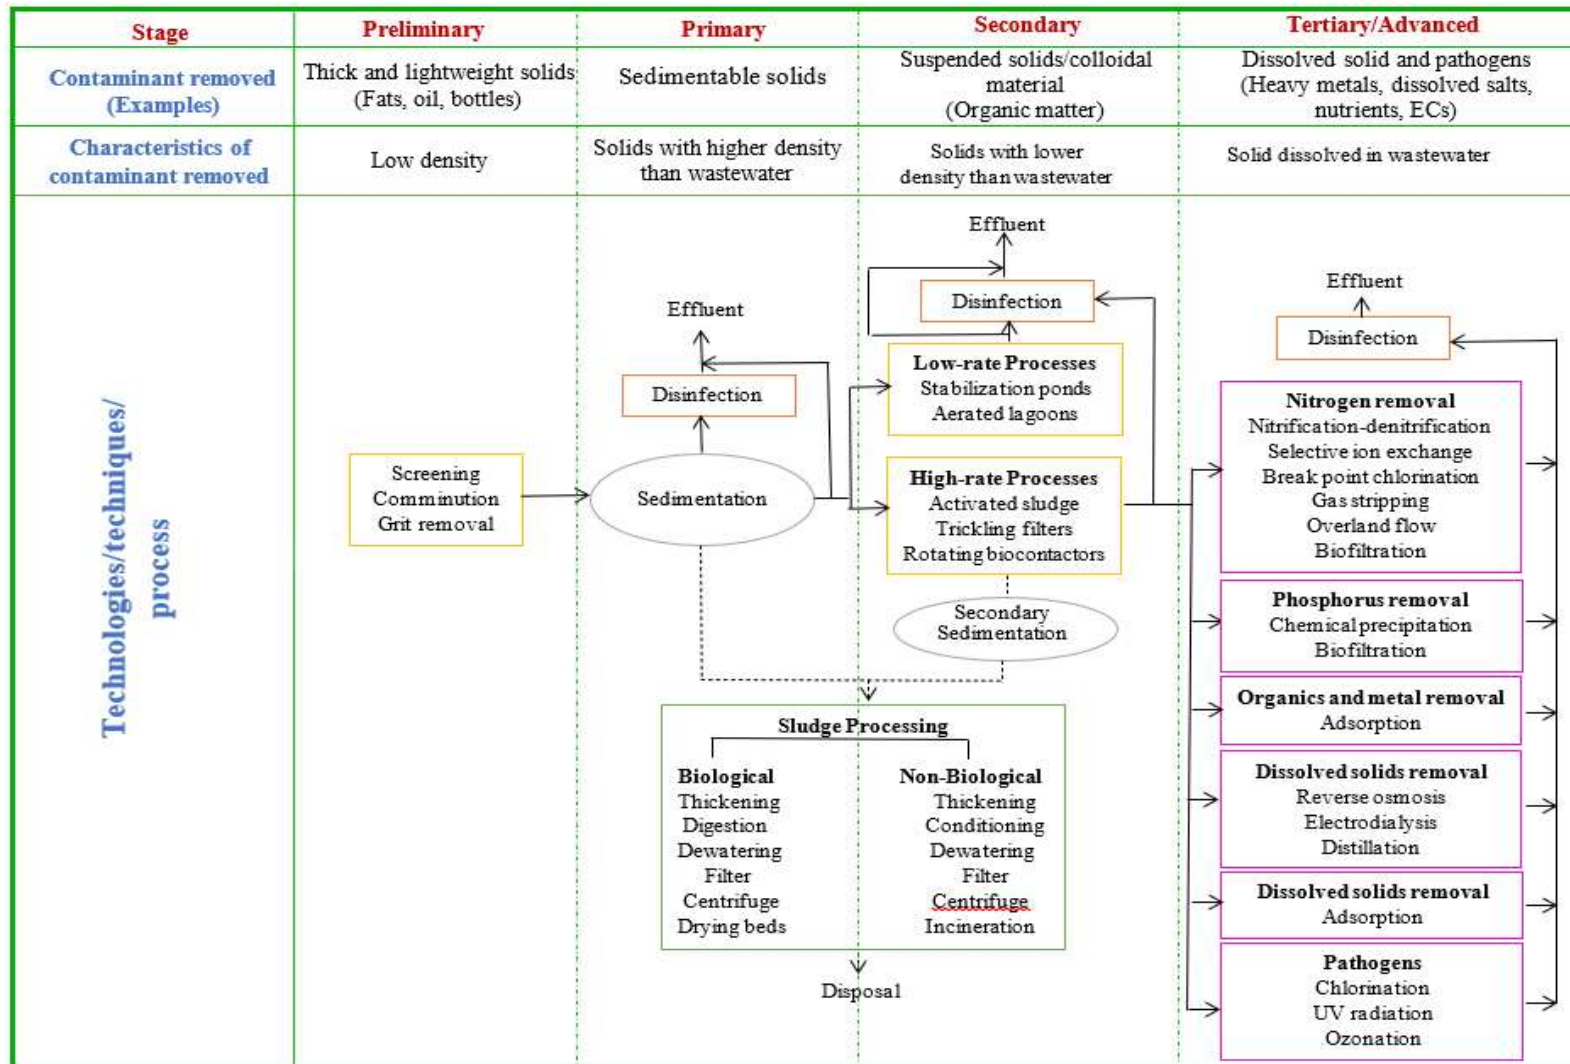 Stage
Preliminary
Primary
Secondary
Tertiary/Advanced
Contaminant removed
(Examples)
Thick and lightweight solids
(Fats, oil, bottles)
Sedimentable solids
Suspended solids/colloidal
material
(Organic matter)
Dissolved solid and pathogens
(Heavy metals, dissolved salts,
nutrients, ECs)
Characteristics of
contaminant removed
Low density
Solids with higher density
than wastewater
Solids with lower
density than wastewater
Solid dissolved in wastewater
Technologies/techniques/
process
Screening
Comminution
Grit removal
Effluent
Disinfection
Sedimentation
Effluent
Disinfection
Low-rate Processes
Stabilization ponds
Aerated lagoons
High-rate Processes
Activated sludge
Trickling filters
Rotating biocontactors
Secondary
Sedimentation
Sludge Processing
Biological
Thickening
Digestion
Dewatering
Filter
Centrifuge
Drying beds
Non-Biological
Thickening
Conditioning
Dewatering
Filter
Centrifuge
Incineration
Disposal
Effluent
Disinfection
Nitrogen removal
Nitrification-denitrification
Selective ion exchange
Break point chlorination
Gas stripping
Overland flow
Biofiltration
Phosphorus removal
Chemical precipitation
Biofiltration
Organics and metal removal
Adsorption
Dissolved solids removal
Reverse osmosis
Electrodialysis
Distillation
Dissolved solids removal
Adsorption
Pathogens
Chlorination
UV radiation
Ozonation